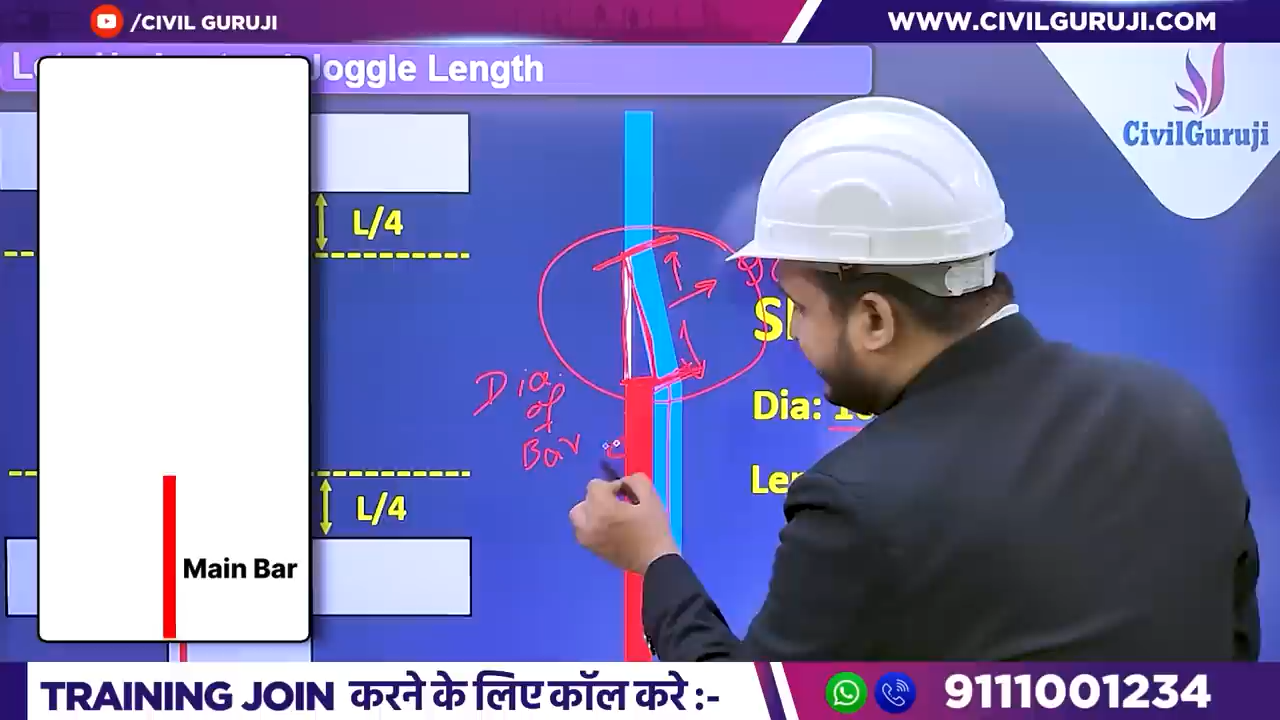 /CIVIL GURUJI
WWW.CIVILGURUJI.COM
Joggle Length
CivilGuruji
L/4
Dia.
of
Bar
Dia:
L/4
Main Bar
TRAINING JOIN करने के लिए कॉल करे :-
9111001234